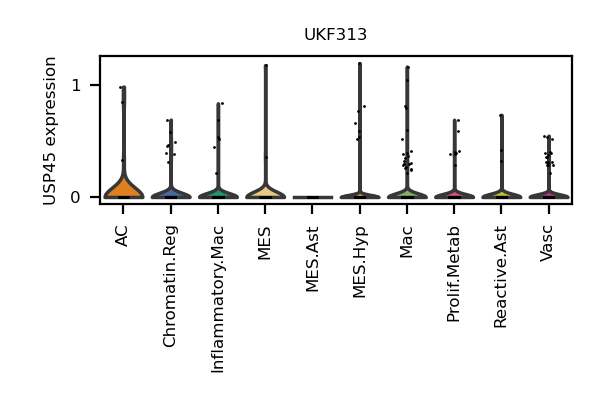 UKF313
USP45 expression
1
0
AC
Chromatin.Reg
Inflammatory.Mac
MES
MES.Ast
MES.Hyp
Mac
Prolif.Metab
Reactive.Ast
Vasc